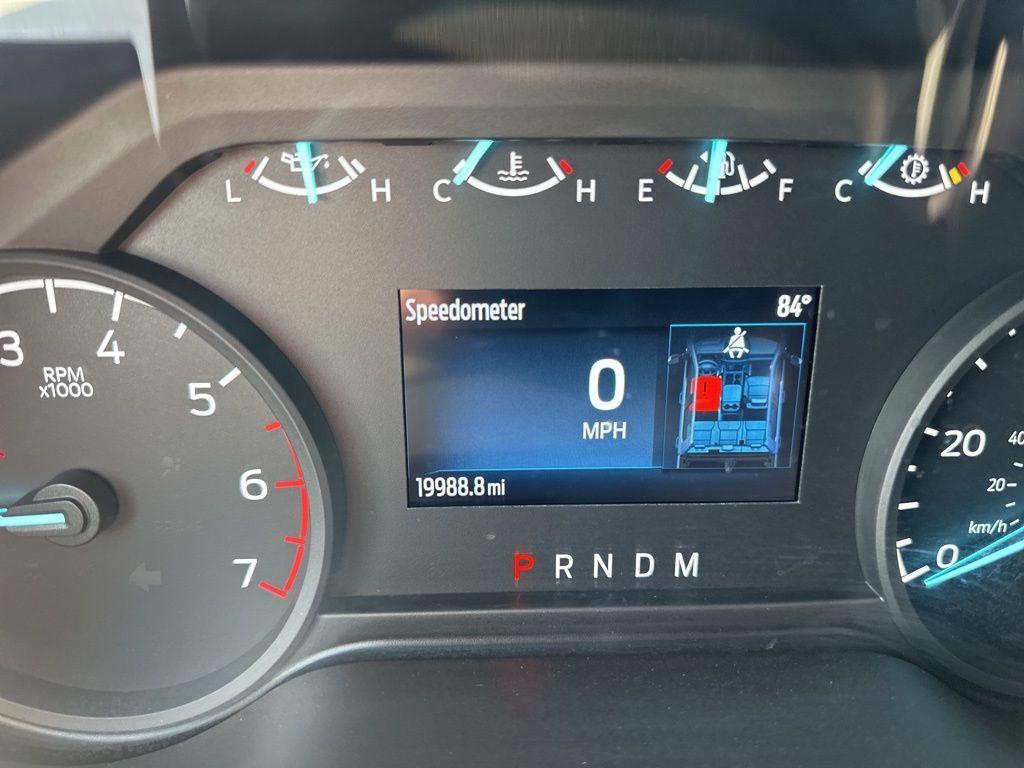 L H C H E F C H
Speedometer 84°
3 4 5 6 7
RPM
x1000
0
MPH
19988.8 mi
P R N D M
20 40
20
km/h
0